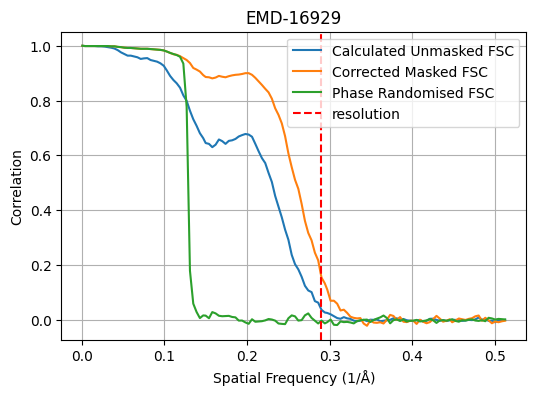 EMD-16929
1.0
0.8
0.6
0.4
0.2
0.0
Correlation
Calculated Unmasked FSC
Corrected Masked FSC
Phase Randomised FSC
resolution
0.0 0.1 0.2 0.3 0.4 0.5
Spatial Frequency (1/Å)